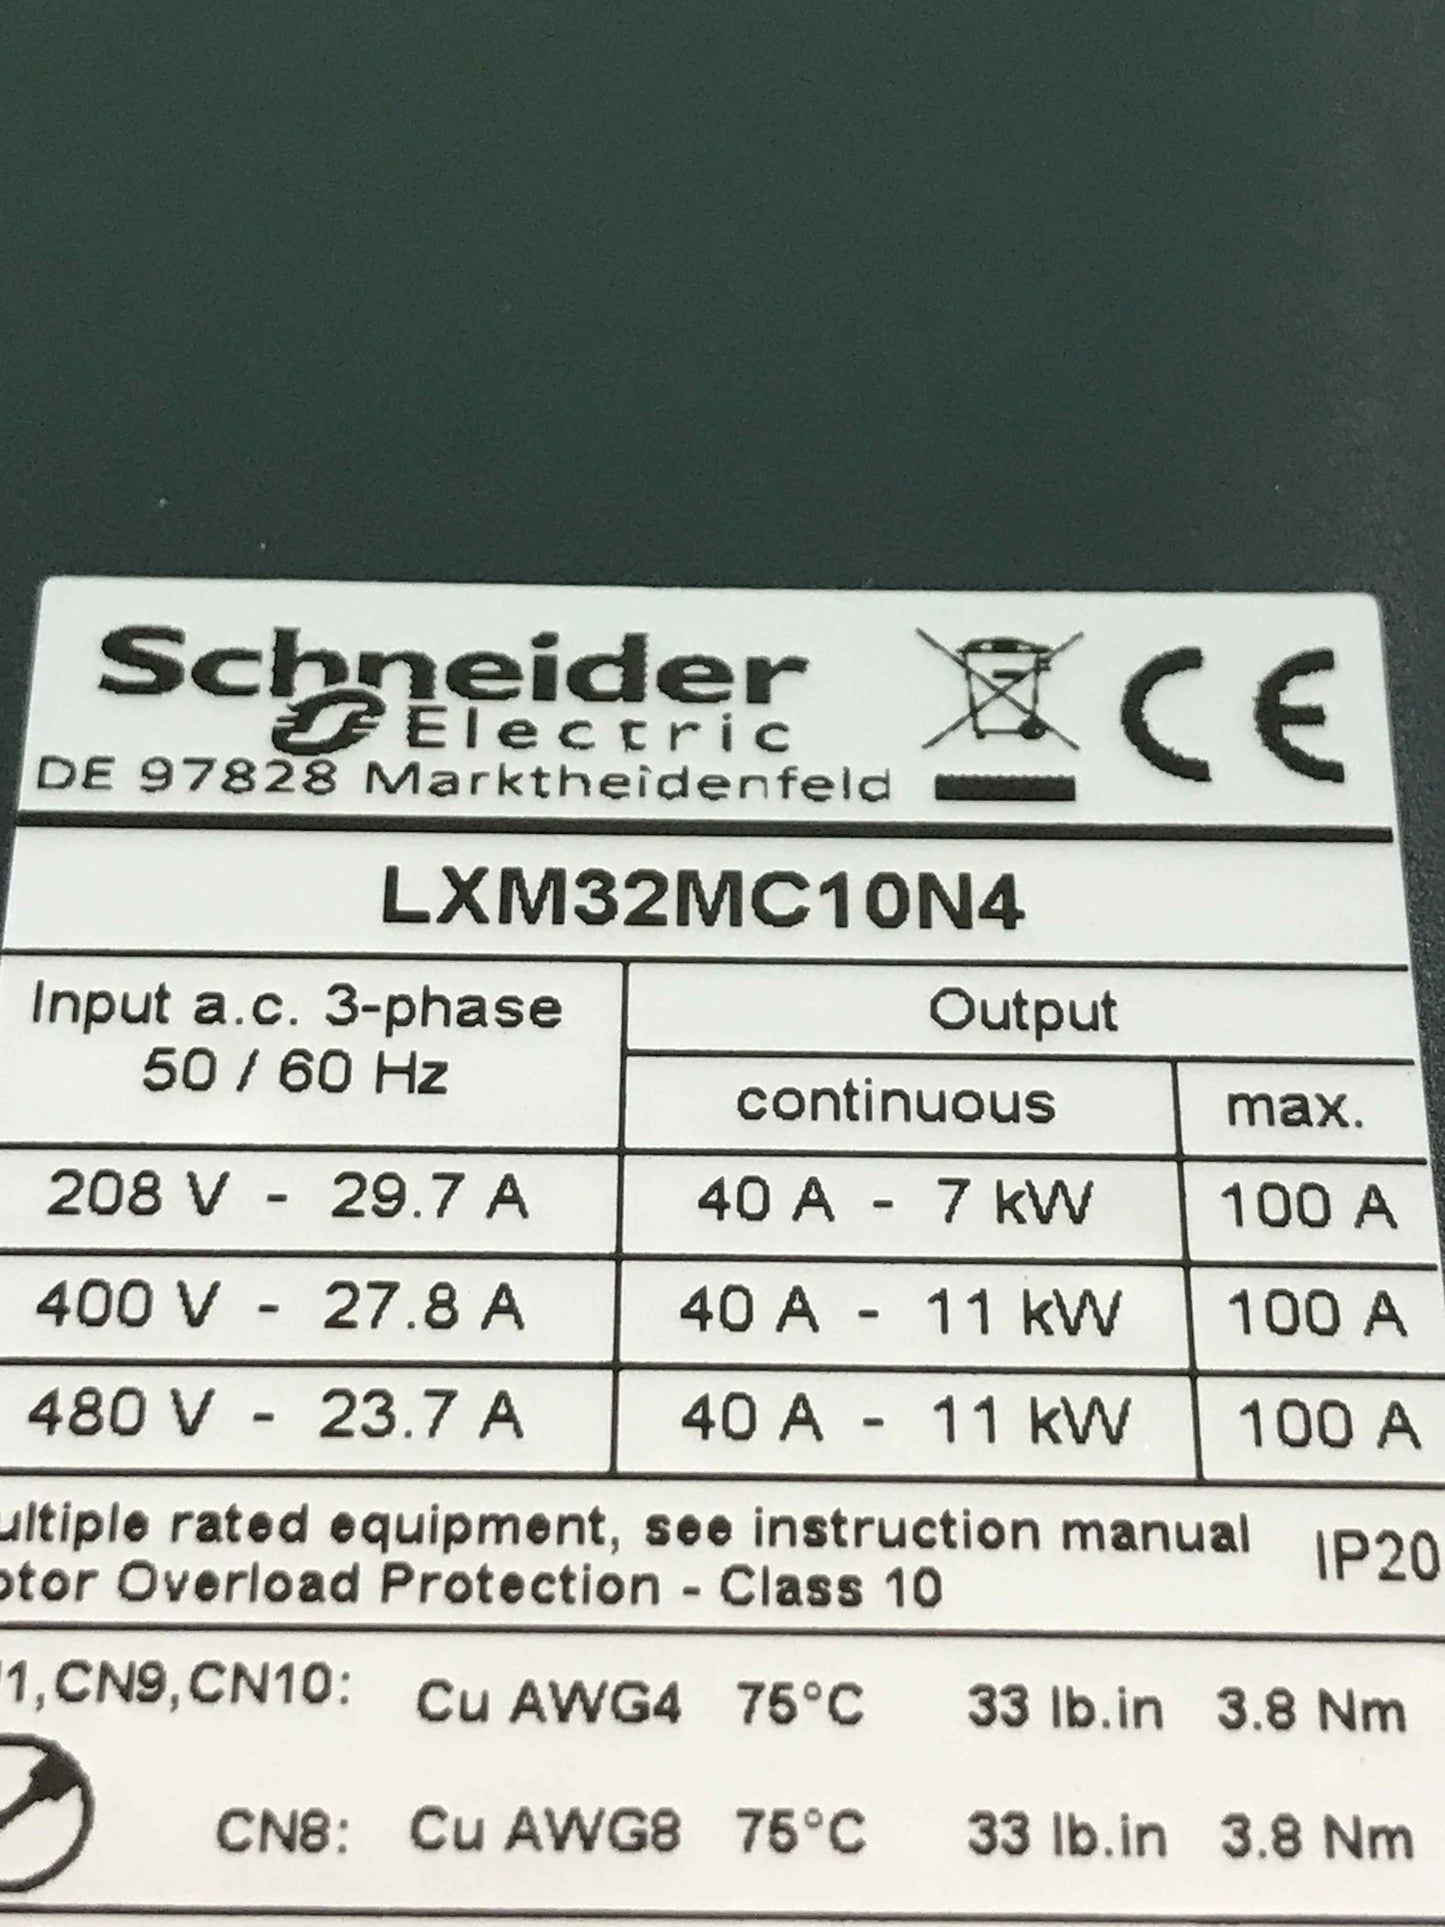 Schneider
Electric
DE 97828 Marktheidenfeld
CE
LXM32MC10N4
Input a.c. 3-phase
50 / 60 Hz
Output
continuous
max.
208 V - 29.7 A 40 A - 7 kW 100 A
400 V - 27.8 A 40 A - 11 kW 100 A
480 V - 23.7 A 40 A - 11 kW 100 A
ultiple rated equipment, see instruction manual
otor Overload Protection - Class 10
IP20
1,CN9,CN10: Cu AWG4 75°C 33 lb.in 3.8 Nm
CN8: Cu AWG8 75°C 33 lb.in 3.8 Nm